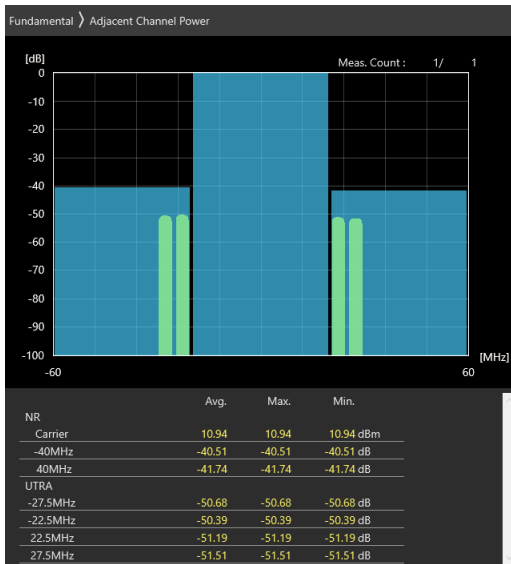 Fundamental 〉 Adjacent Channel Power
[dB]
Meas. Count : 1/ 1
0
-10
-20
-30
-40
-50
-60
-70
-80
-90
-100
[MHz]
-60 60
Avg. Max. Min.
NR
Carrier 10.94 10.94 10.94 dBm
-40MHz -40.51 -40.51 -40.51 dB
40MHz -41.74 -41.74 -41.74 dB
UTRA
-27.5MHz -50.68 -50.68 -50.68 dB
-22.5MHz -50.39 -50.39 -50.39 dB
22.5MHz -51.19 -51.19 -51.19 dB
27.5MHz -51.51 -51.51 -51.51 dB